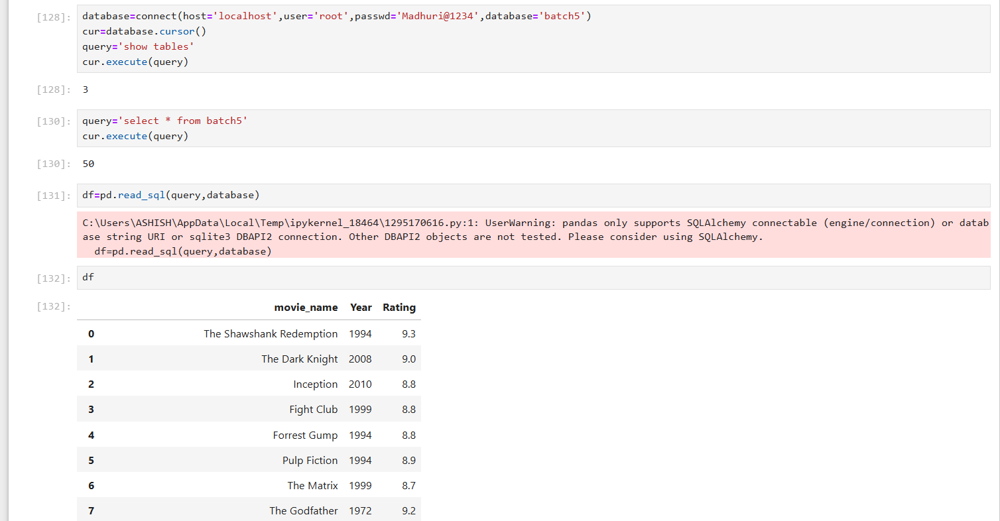 [128]: database=connect(host='localhost',user='root',passwd='Madhuri@1234',database='batch5')
cur=database.cursor()
query='show tables'
cur.execute(query)
[128]: 3
[130]: query='select * from batch5'
cur.execute(query)
[130]: 50
[131]: df=pd.read_sql(query,database)
C:\Users\ASHISH\AppData\Local\Temp\ipykernel_18464\1295170616.py:1: UserWarning: pandas only supports SQLAlchemy connectable (engine/connection) or datab
ase string URI or sqlite3 DBAPI2 connection. Other DBAPI2 objects are not tested. Please consider using SQLAlchemy.
df=pd.read_sql(query,database)
[132]: df
[132]: movie_name Year Rating
0 The Shawshank Redemption 1994 9.3
1 The Dark Knight 2008 9.0
2 Inception 2010 8.8
3 Fight Club 1999 8.8
4 Forrest Gump 1994 8.8
5 Pulp Fiction 1994 8.9
6 The Matrix 1999 8.7
7 The Godfather 1972 9.2